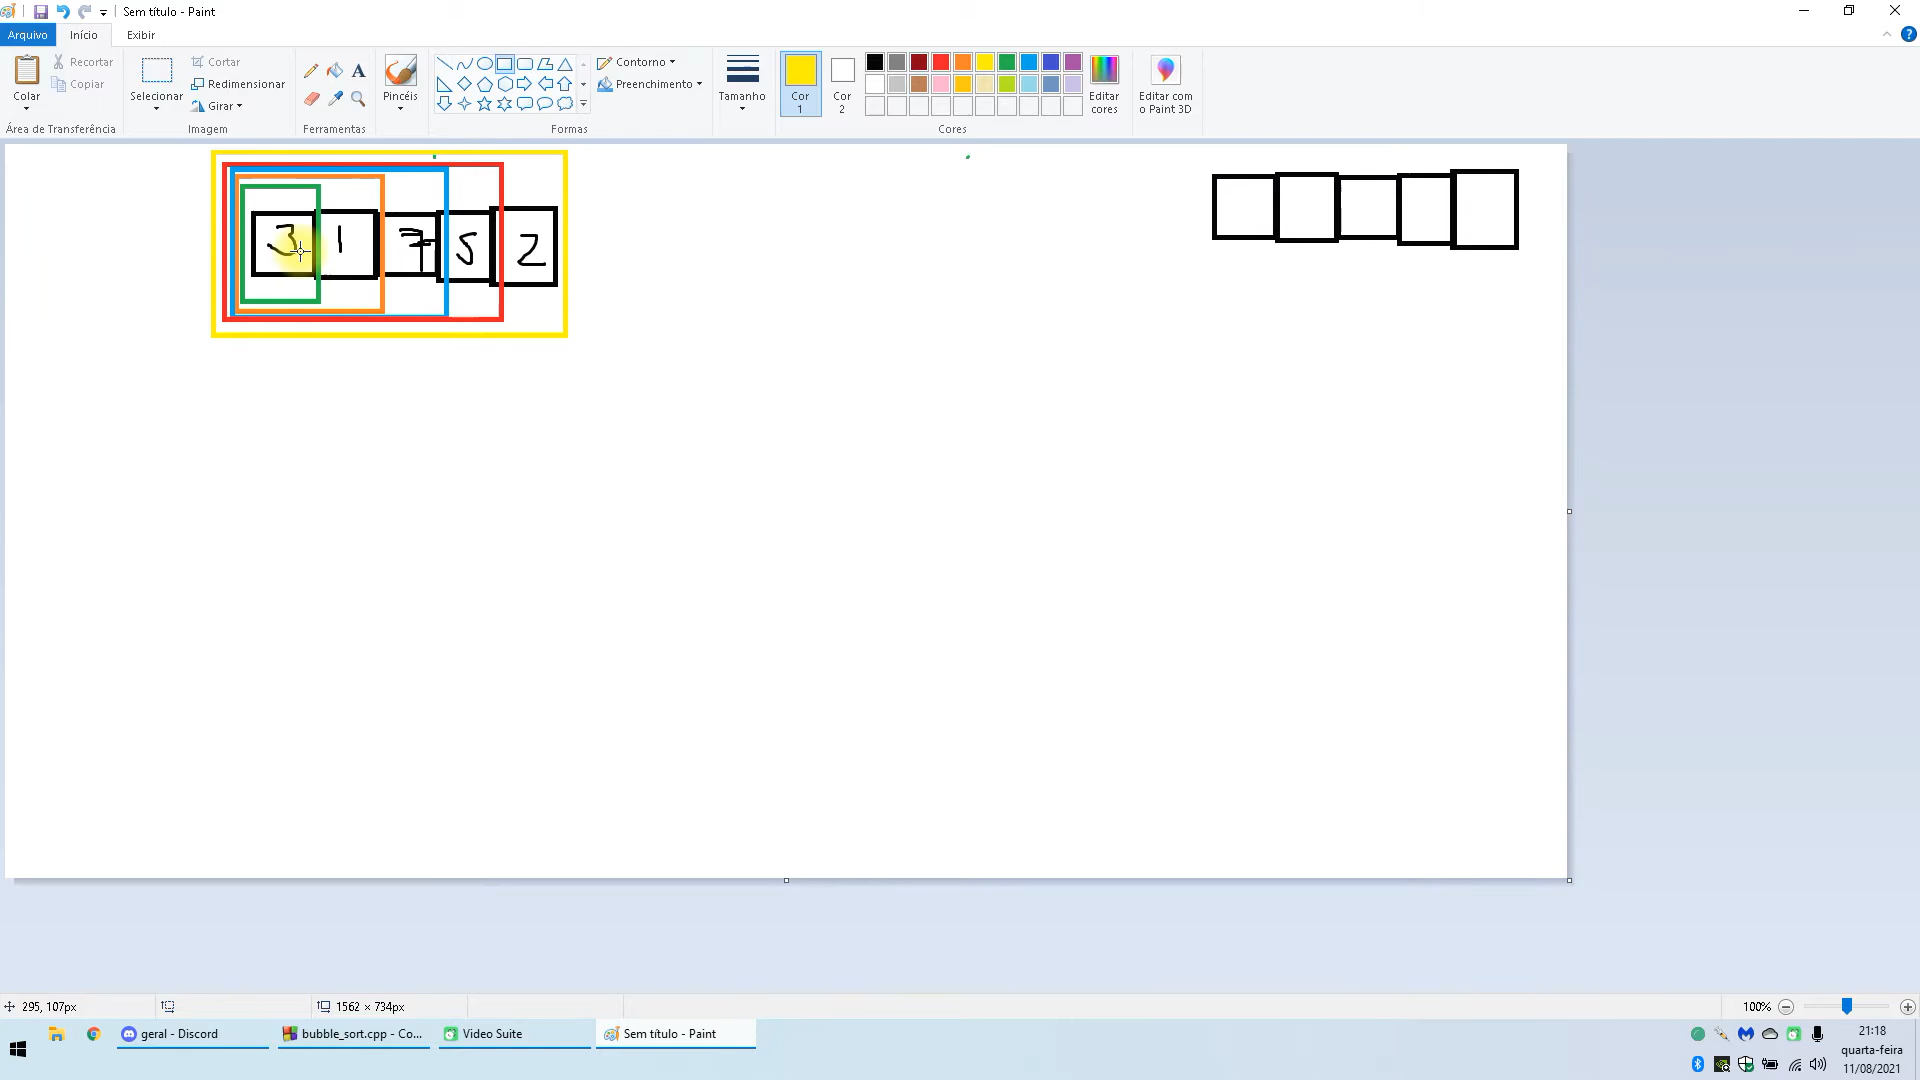 Sem título - Paint
Arquivo Início Exibir
Colar
Recortar
Copiar
Área de Transferência
Selecionar
Cortar
Redimensionar
Girar
Imagem
A
Ferramentas
Pincéis
Contorno
Preenchimento
Formas
Tamanho
Cor 1
Cor 2
Editar cores
Cores
Editar com o Paint 3D
3 1 7 5 2
295, 107px
1562 × 734px
100%
geral - Discord
bubble_sort.cpp - Co...
Video Suite
Sem título - Paint
21:18
quarta-feira
11/08/2021